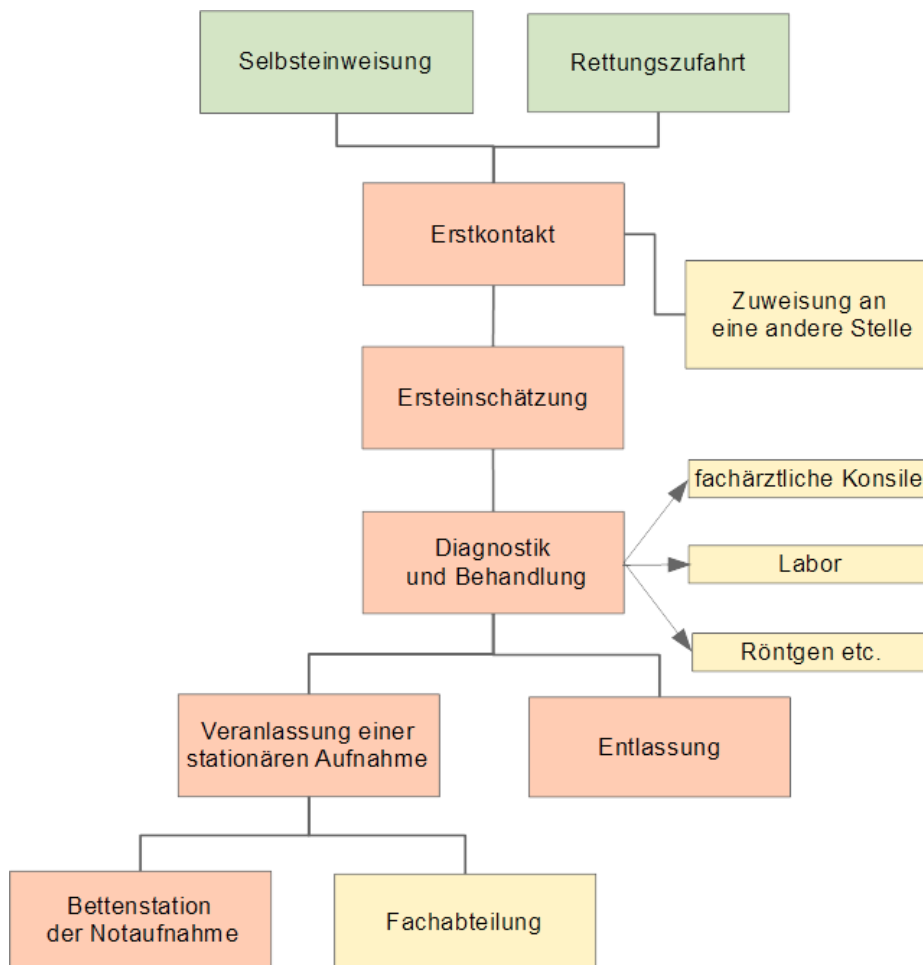 Selbsteinweisung
Rettungszufahrt
Erstkontakt
Zuweisung an
eine andere Stelle
Ersteinschätzung
fachärztliche Konsile
Diagnostik
und Behandlung
Labor
Röntgen etc.
Veranlassung einer
stationären Aufnahme
Entlassung
Bettenstation
der Notaufnahme
Fachabteilung